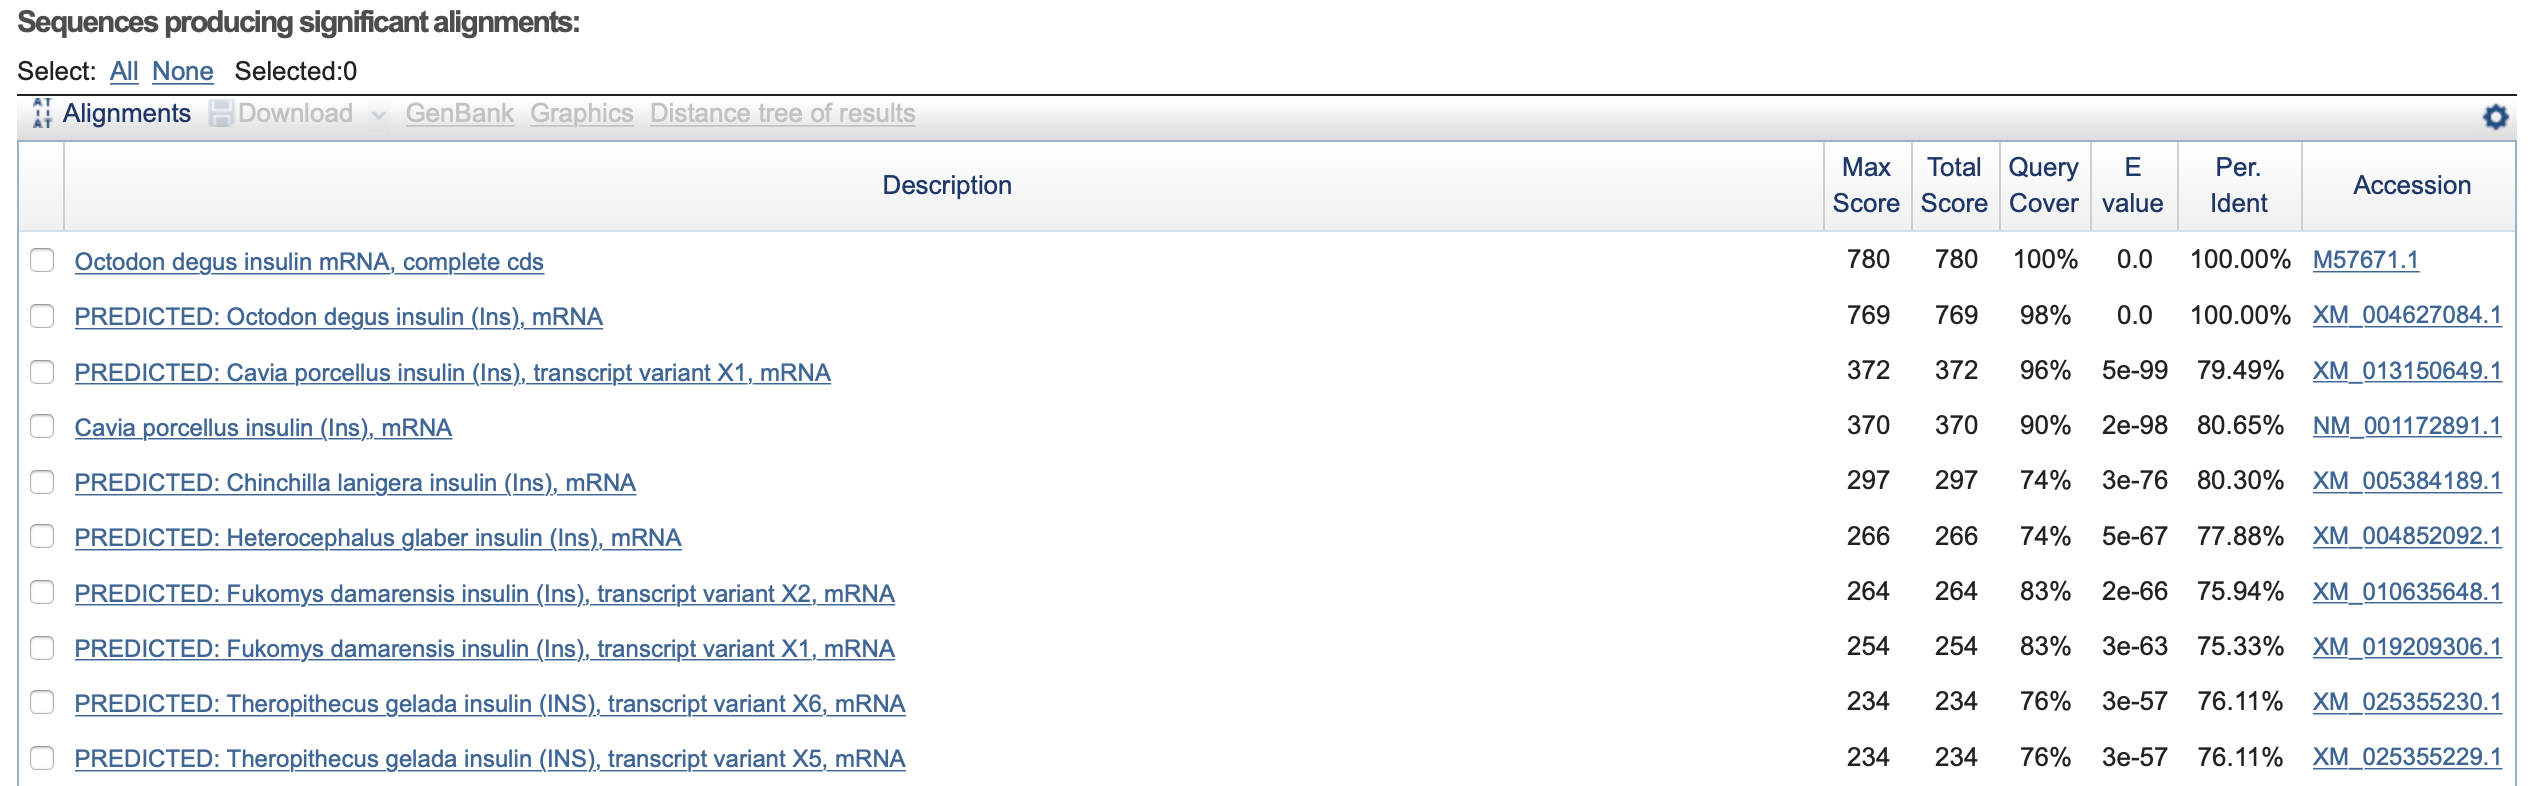 Sequences producing significant alignments:
Select: All None Selected:0
AT AT Alignments Download GenBank Graphics Distance tree of results
Description Max Score Total Score Query Cover E value Per. Ident Accession
Octodon degus insulin mRNA, complete cds 780 780 100% 0.0 100.00% M57671.1
PREDICTED: Octodon degus insulin (Ins), mRNA 769 769 98% 0.0 100.00% XM_004627084.1
PREDICTED: Cavia porcellus insulin (Ins), transcript variant X1, mRNA 372 372 96% 5e-99 79.49% XM_013150649.1
Cavia porcellus insulin (Ins), mRNA 370 370 90% 2e-98 80.65% NM_001172891.1
PREDICTED: Chinchilla lanigera insulin (Ins), mRNA 297 297 74% 3e-76 80.30% XM_005384189.1
PREDICTED: Heterocephalus glaber insulin (Ins), mRNA 266 266 74% 5e-67 77.88% XM_004852092.1
PREDICTED: Fukomys damarensis insulin (Ins), transcript variant X2, mRNA 264 264 83% 2e-66 75.94% XM_010635648.1
PREDICTED: Fukomys damarensis insulin (Ins), transcript variant X1, mRNA 254 254 83% 3e-63 75.33% XM_019209306.1
PREDICTED: Theropithecus gelada insulin (INS), transcript variant X6, mRNA 234 234 76% 3e-57 76.11% XM_025355230.1
PREDICTED: Theropithecus gelada insulin (INS), transcript variant X5, mRNA 234 234 76% 3e-57 76.11% XM_025355229.1